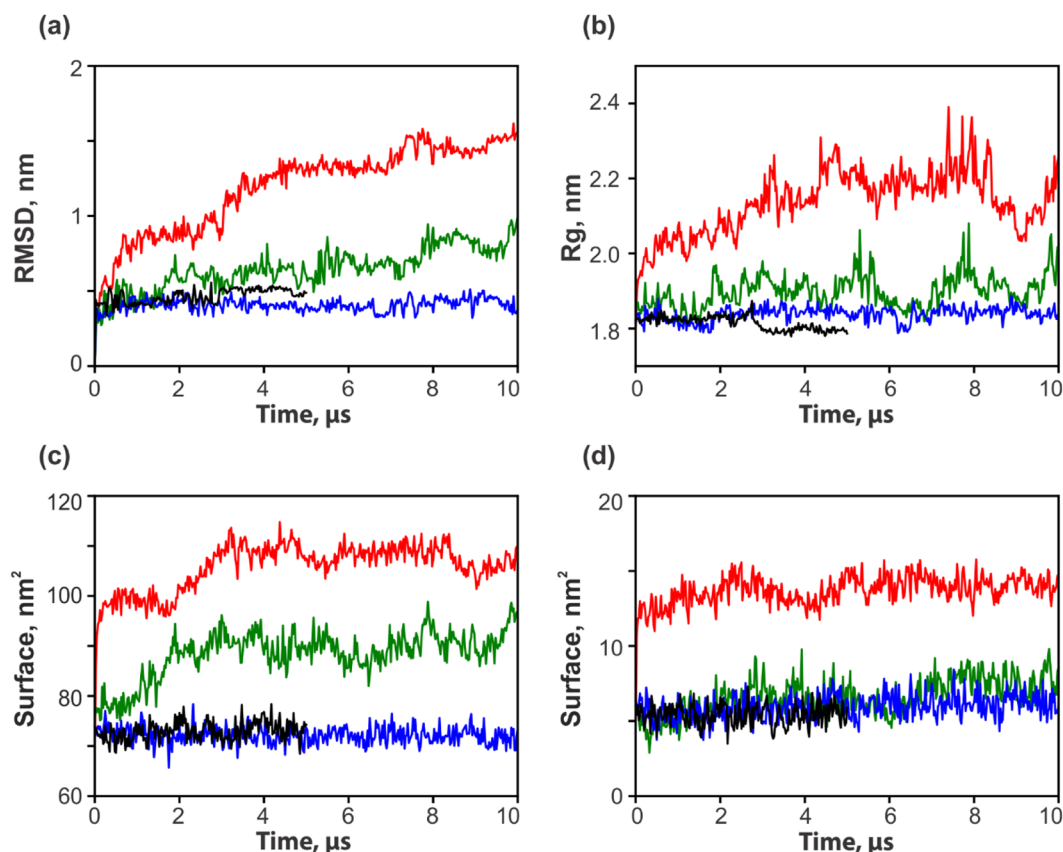 (a)
2
1
0
RMSD, nm
0 2 4 6 8 10
Time, µs
(b)
2.4
2.2
2.0
1.8
Rg, nm
0 2 4 6 8 10
Time, µs
(c)
120
100
80
60
Surface, nm²
0 2 4 6 8 10
Time, µs
(d)
20
10
0
Surface, nm²
0 2 4 6 8 10
Time, µs